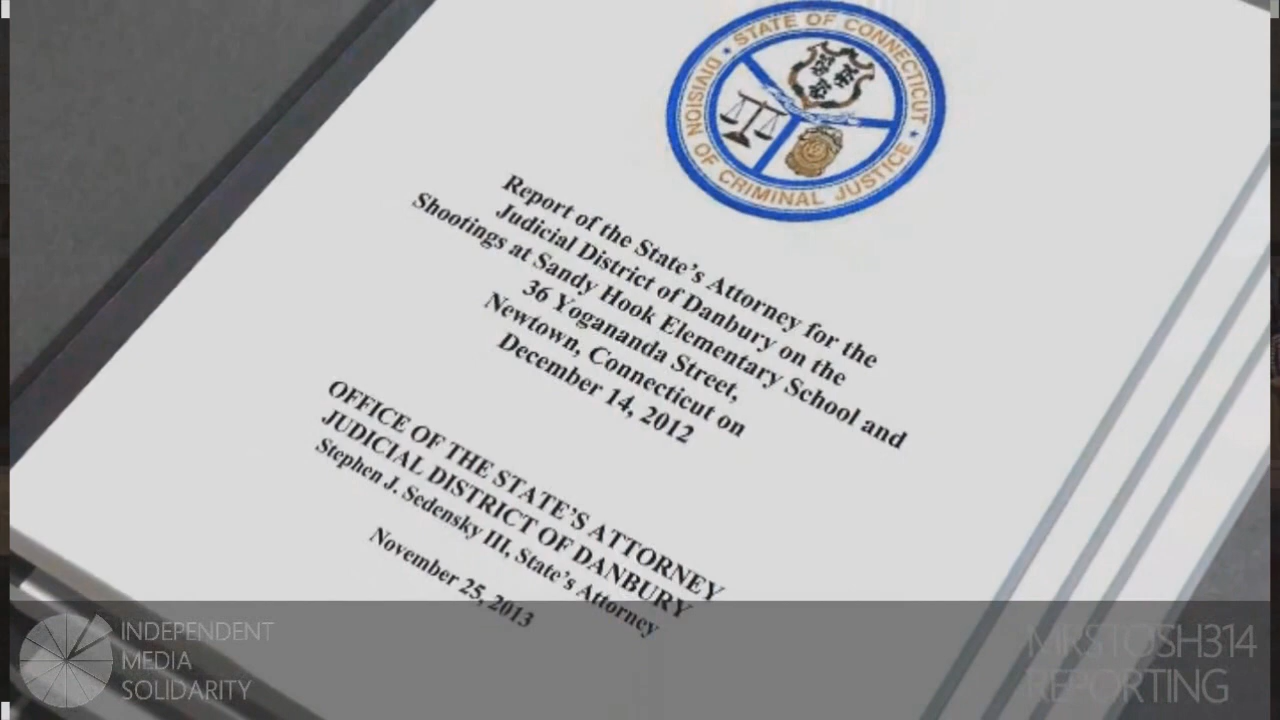 STATE OF CONNECTICUT
DIVISION OF CRIMINAL JUSTICE
Report of the State's Attorney for the
Judicial District of Danbury on the
Shootings at Sandy Hook Elementary School and
36 Yogananda Street,
Newtown, Connecticut on
December 14, 2012
OFFICE OF THE STATE'S ATTORNEY
JUDICIAL DISTRICT OF DANBURY
Stephen J. Sedensky III, State's Attorney
November 25, 2013
INDEPENDENT
MEDIA
SOLIDARITY
MRSTOSH314
REPORTING